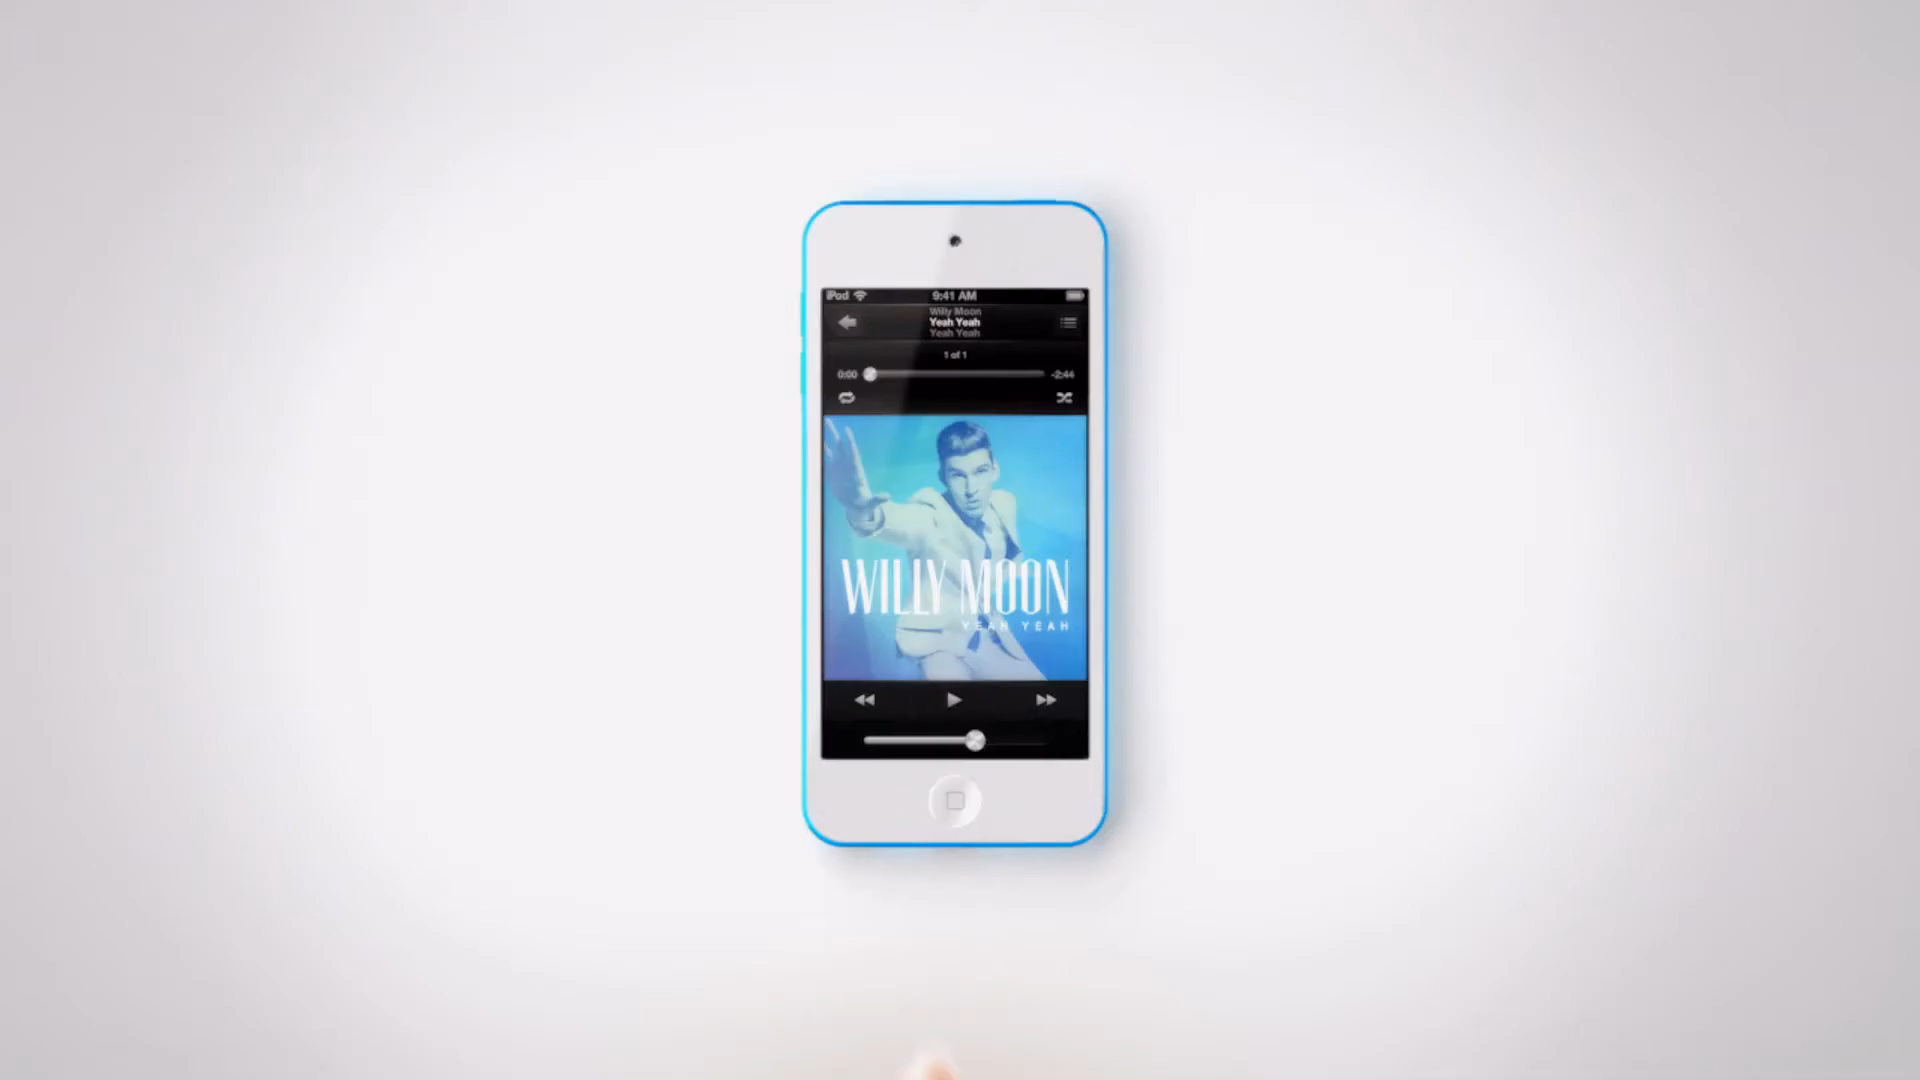 iPod 9:41 AM
Willy Moon
Yeah Yeah
Yeah Yeah
1 of 1
0:00 -2:44
WILLY MOON
YEAH YEAH